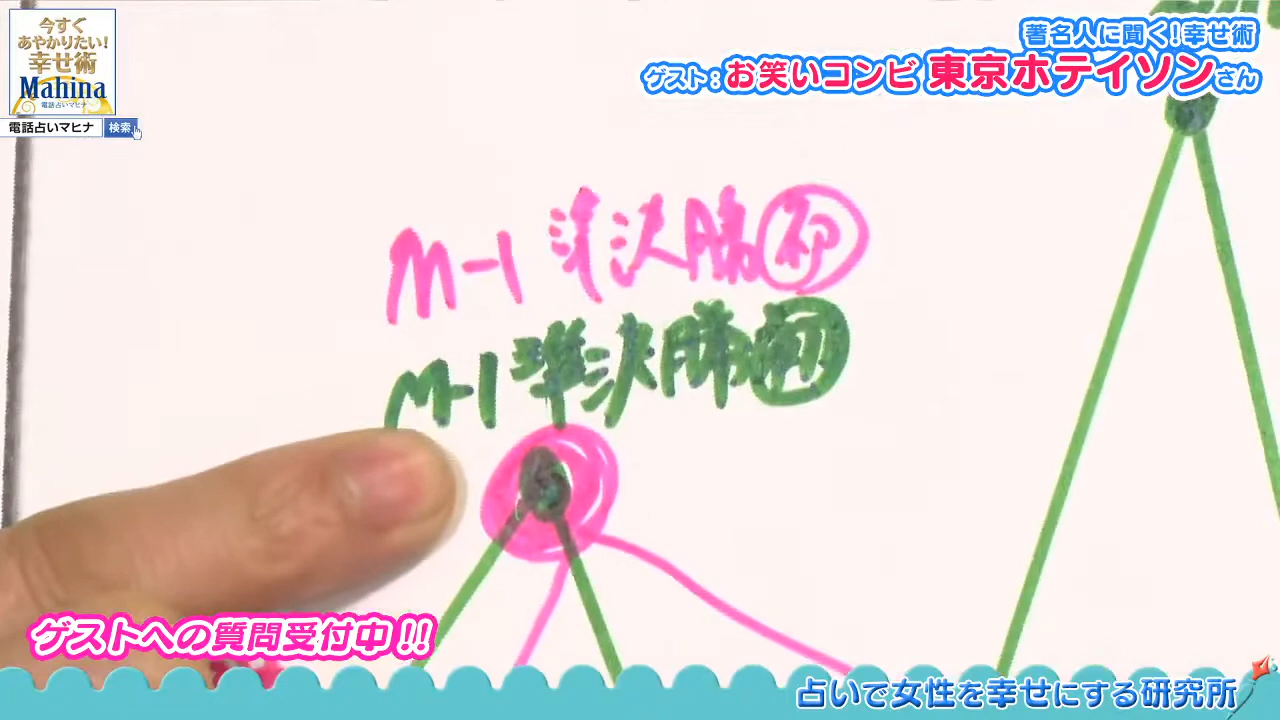 今すぐ
あやかりたい!
幸せ術
Mahina
電話占いマヒナ
電話占いマヒナ 検索
著名人に聞く!幸せ術
ゲスト:お笑いコンビ 東京ホテイソンさん
M-1 準決勝 初
M-1 準決勝 初
ゲストへの質問受付中!!
占いで女性を幸せにする研究所